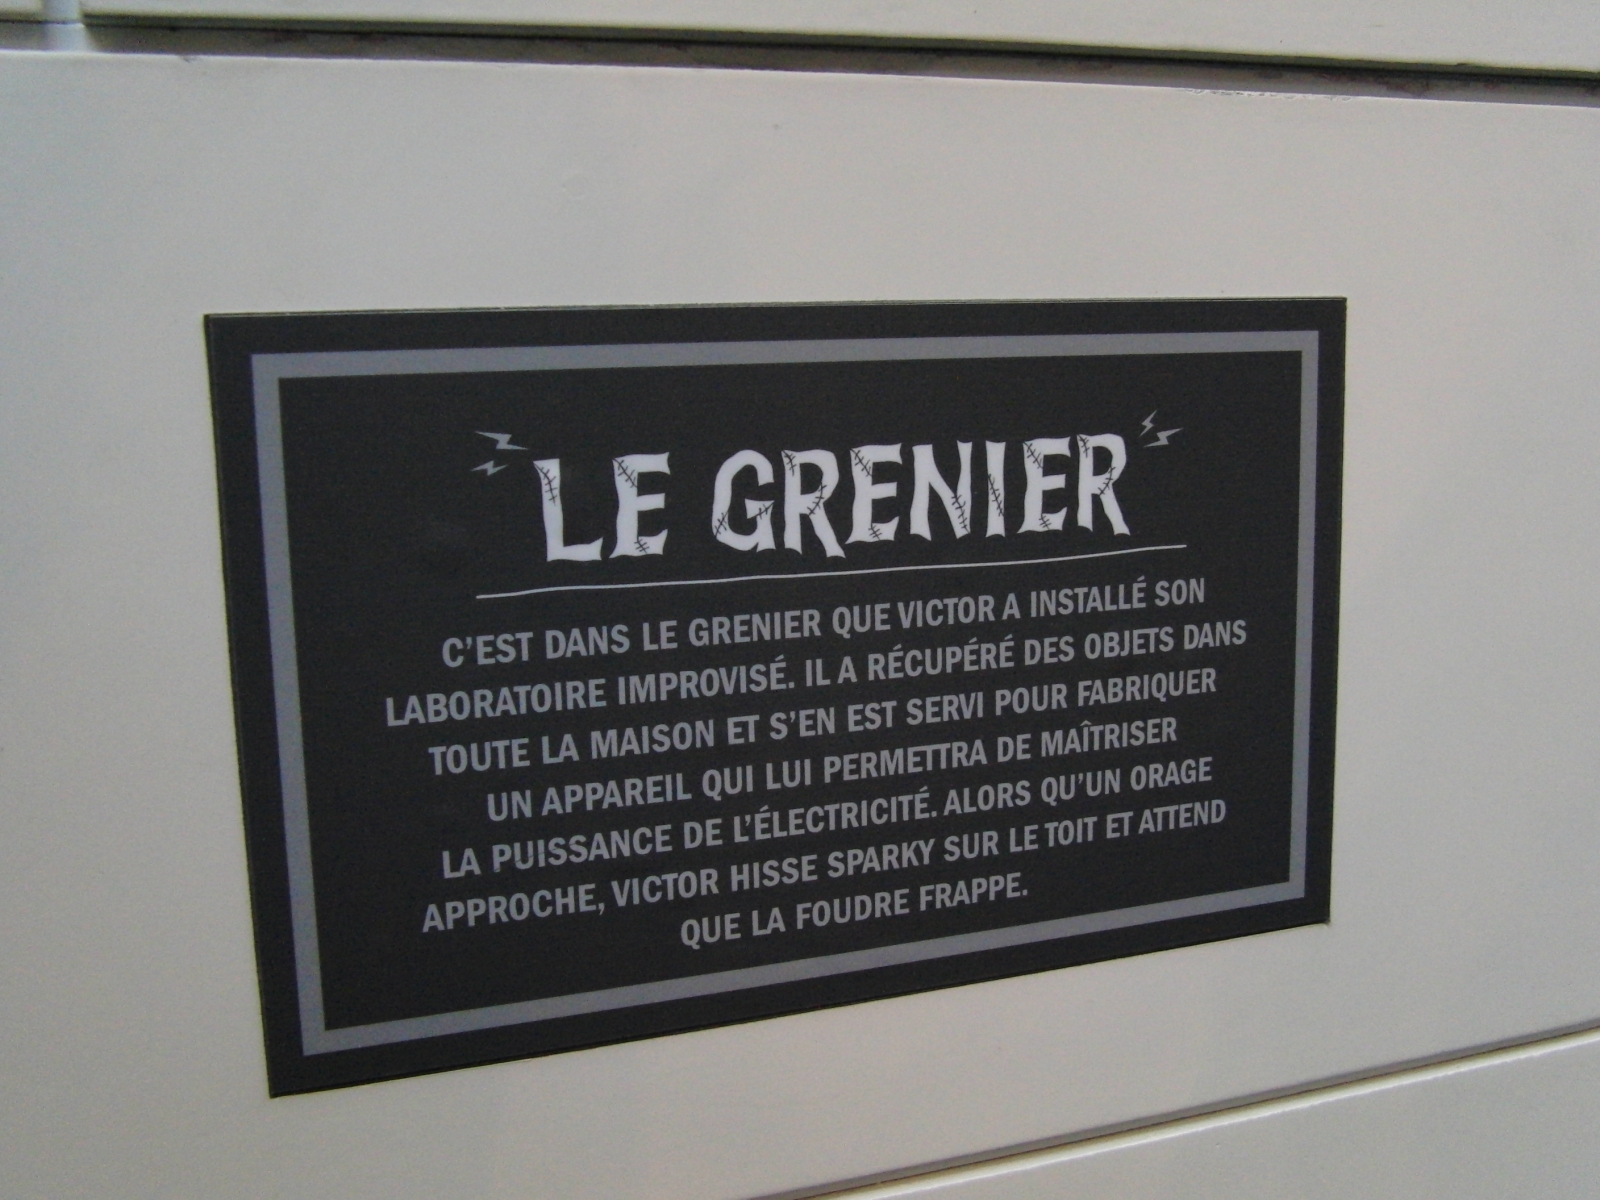 LE GRENIER
C'EST DANS LE GRENIER QUE VICTOR A INSTALLÉ SON
LABORATOIRE IMPROVISÉ. IL A RÉCUPÉRÉ DES OBJETS DANS
TOUTE LA MAISON ET S'EN EST SERVI POUR FABRIQUER
UN APPAREIL QUI LUI PERMETTRA DE MAÎTRISER
LA PUISSANCE DE L'ÉLECTRICITÉ. ALORS QU'UN ORAGE
APPROCHE, VICTOR HISSE SPARKY SUR LE TOIT ET ATTEND
QUE LA FOUDRE FRAPPE.